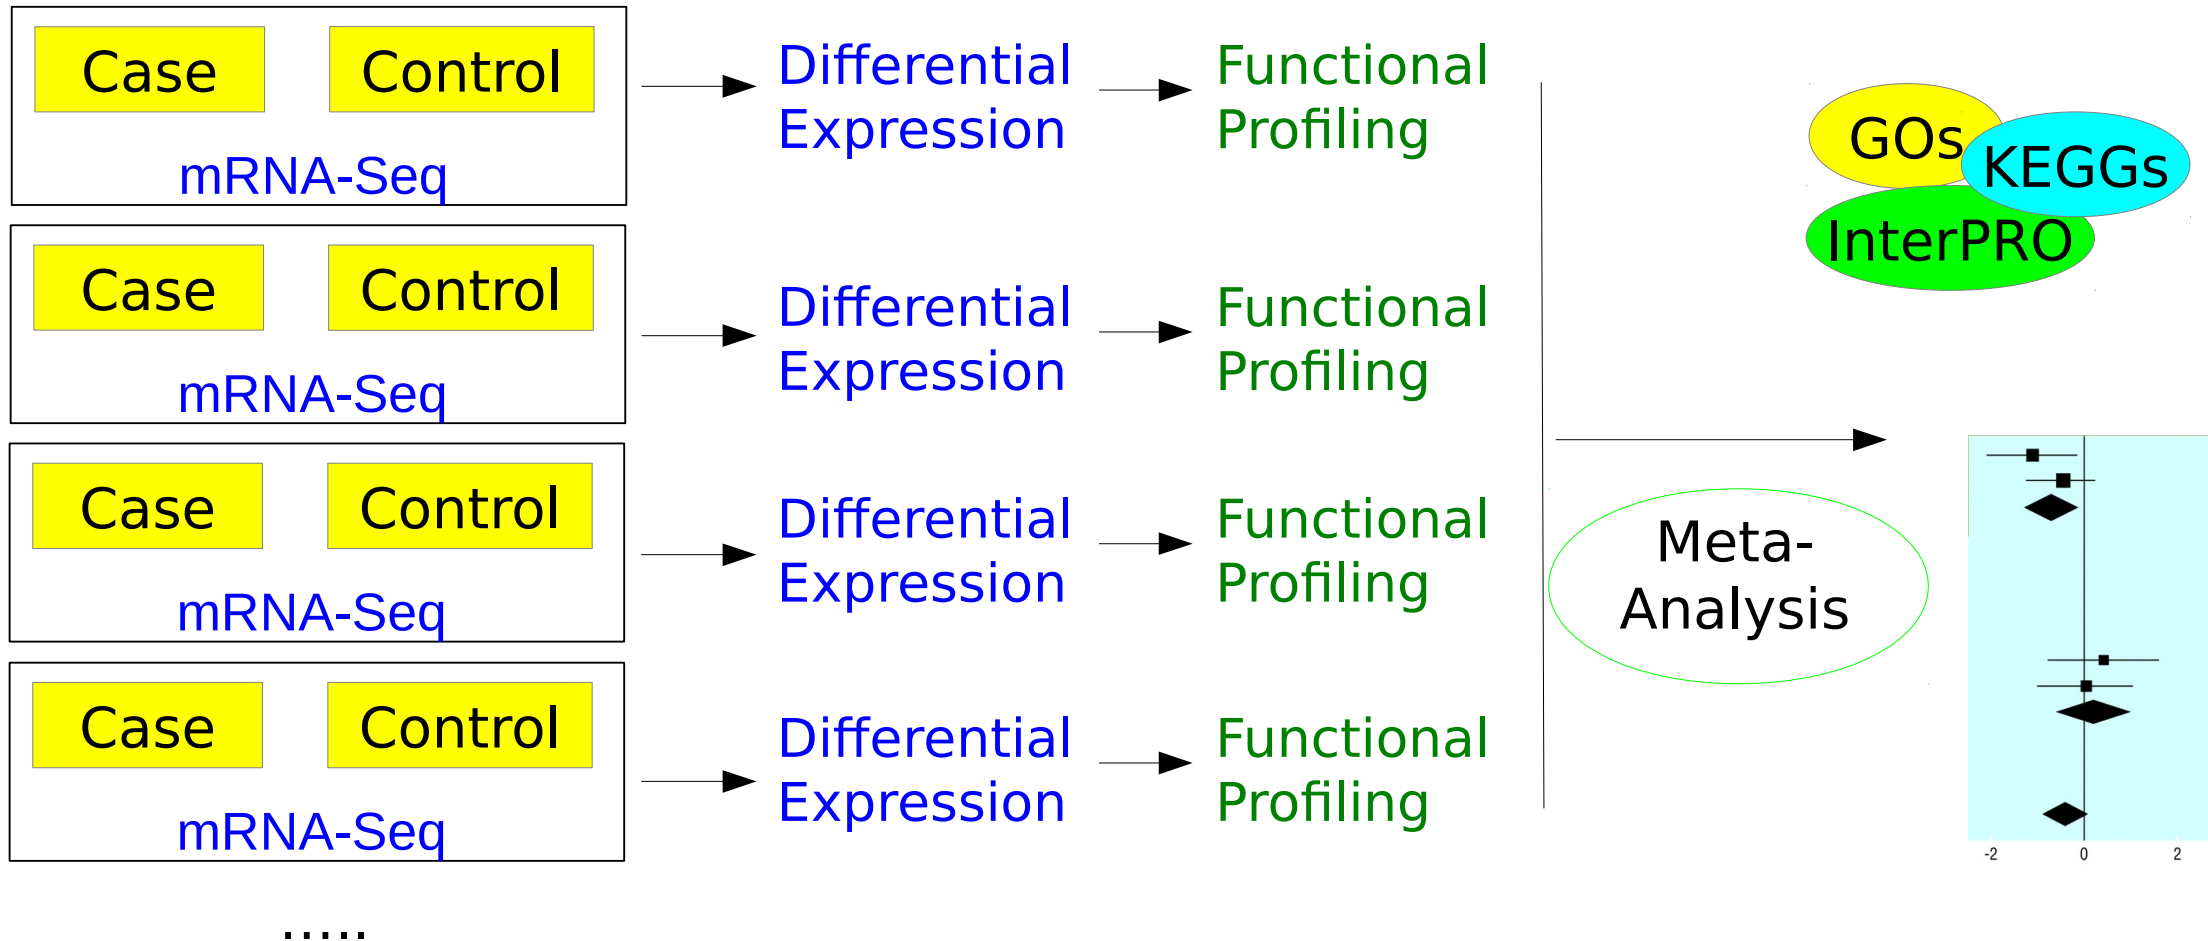 Case Control
mRNA-Seq
Differential
Expression
Functional
Profiling
Case Control
mRNA-Seq
Differential
Expression
Functional
Profiling
Case Control
mRNA-Seq
Differential
Expression
Functional
Profiling
Case Control
mRNA-Seq
Differential
Expression
Functional
Profiling
.....
Meta-
Analysis
GOs
KEGGs
InterPRO
-2 0 2